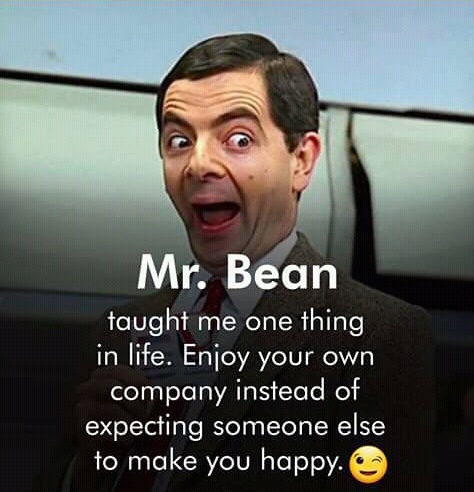 Mr. Bean
taught me one thing
in life. Enjoy your own
company instead of
expecting someone else
to make you happy.😉